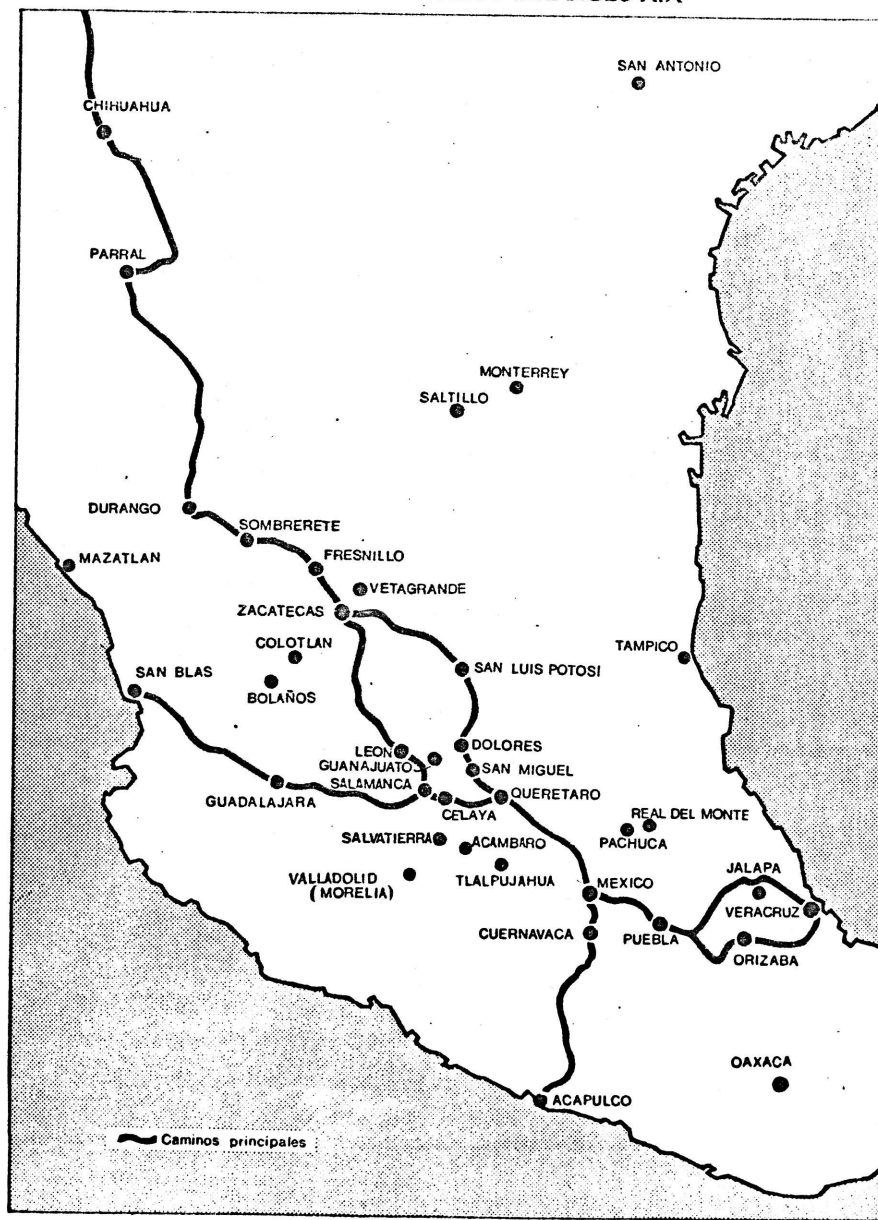 SAN ANTONIO
CHIHUAHUA
PARRAL
MONTERREY
SALTILLO
DURANGO
SOMBRERETE
MAZATLAN
FRESNILLO
VETAGRANDE
ZACATECAS
COLOTLAN
TAMPICO
SAN BLAS
SAN LUIS POTOSI
BOLAÑOS
LEON
DOLORES
GUANAJUATO
SAN MIGUEL
SALAMANCA
QUERETARO
GUADALAJARA
CELAYA
REAL DEL MONTE
SALVATIERRA
ACAMBARO
PACHUCA
VALLADOLID
(MORELIA)
TLALPUJAHUA
JALAPA
MEXICO
VERACRUZ
CUERNAVACA
PUEBLA
ORIZABA
OAXACA
ACAPULCO
Caminos principales